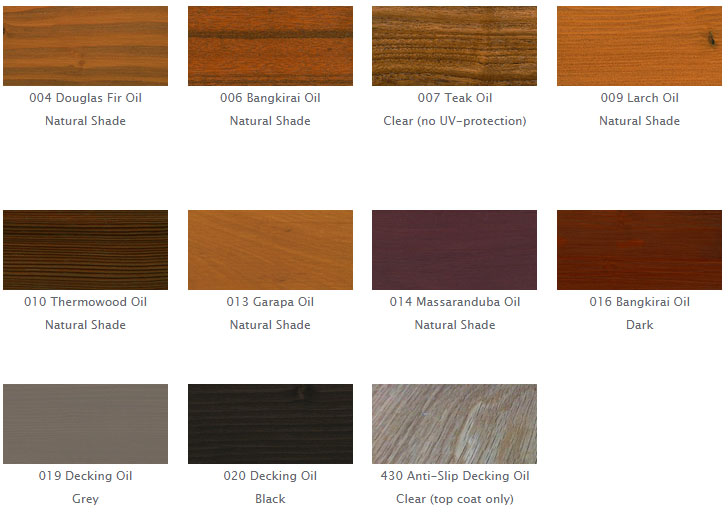 004 Douglas Fir Oil
Natural Shade
006 Bangkirai Oil
Natural Shade
007 Teak Oil
Clear (no UV-protection)
009 Larch Oil
Natural Shade
010 Thermowood Oil
Natural Shade
013 Garapa Oil
Natural Shade
014 Massaranduba Oil
Natural Shade
016 Bangkirai Oil
Dark
019 Decking Oil
Grey
020 Decking Oil
Black
430 Anti-Slip Decking Oil
Clear (top coat only)